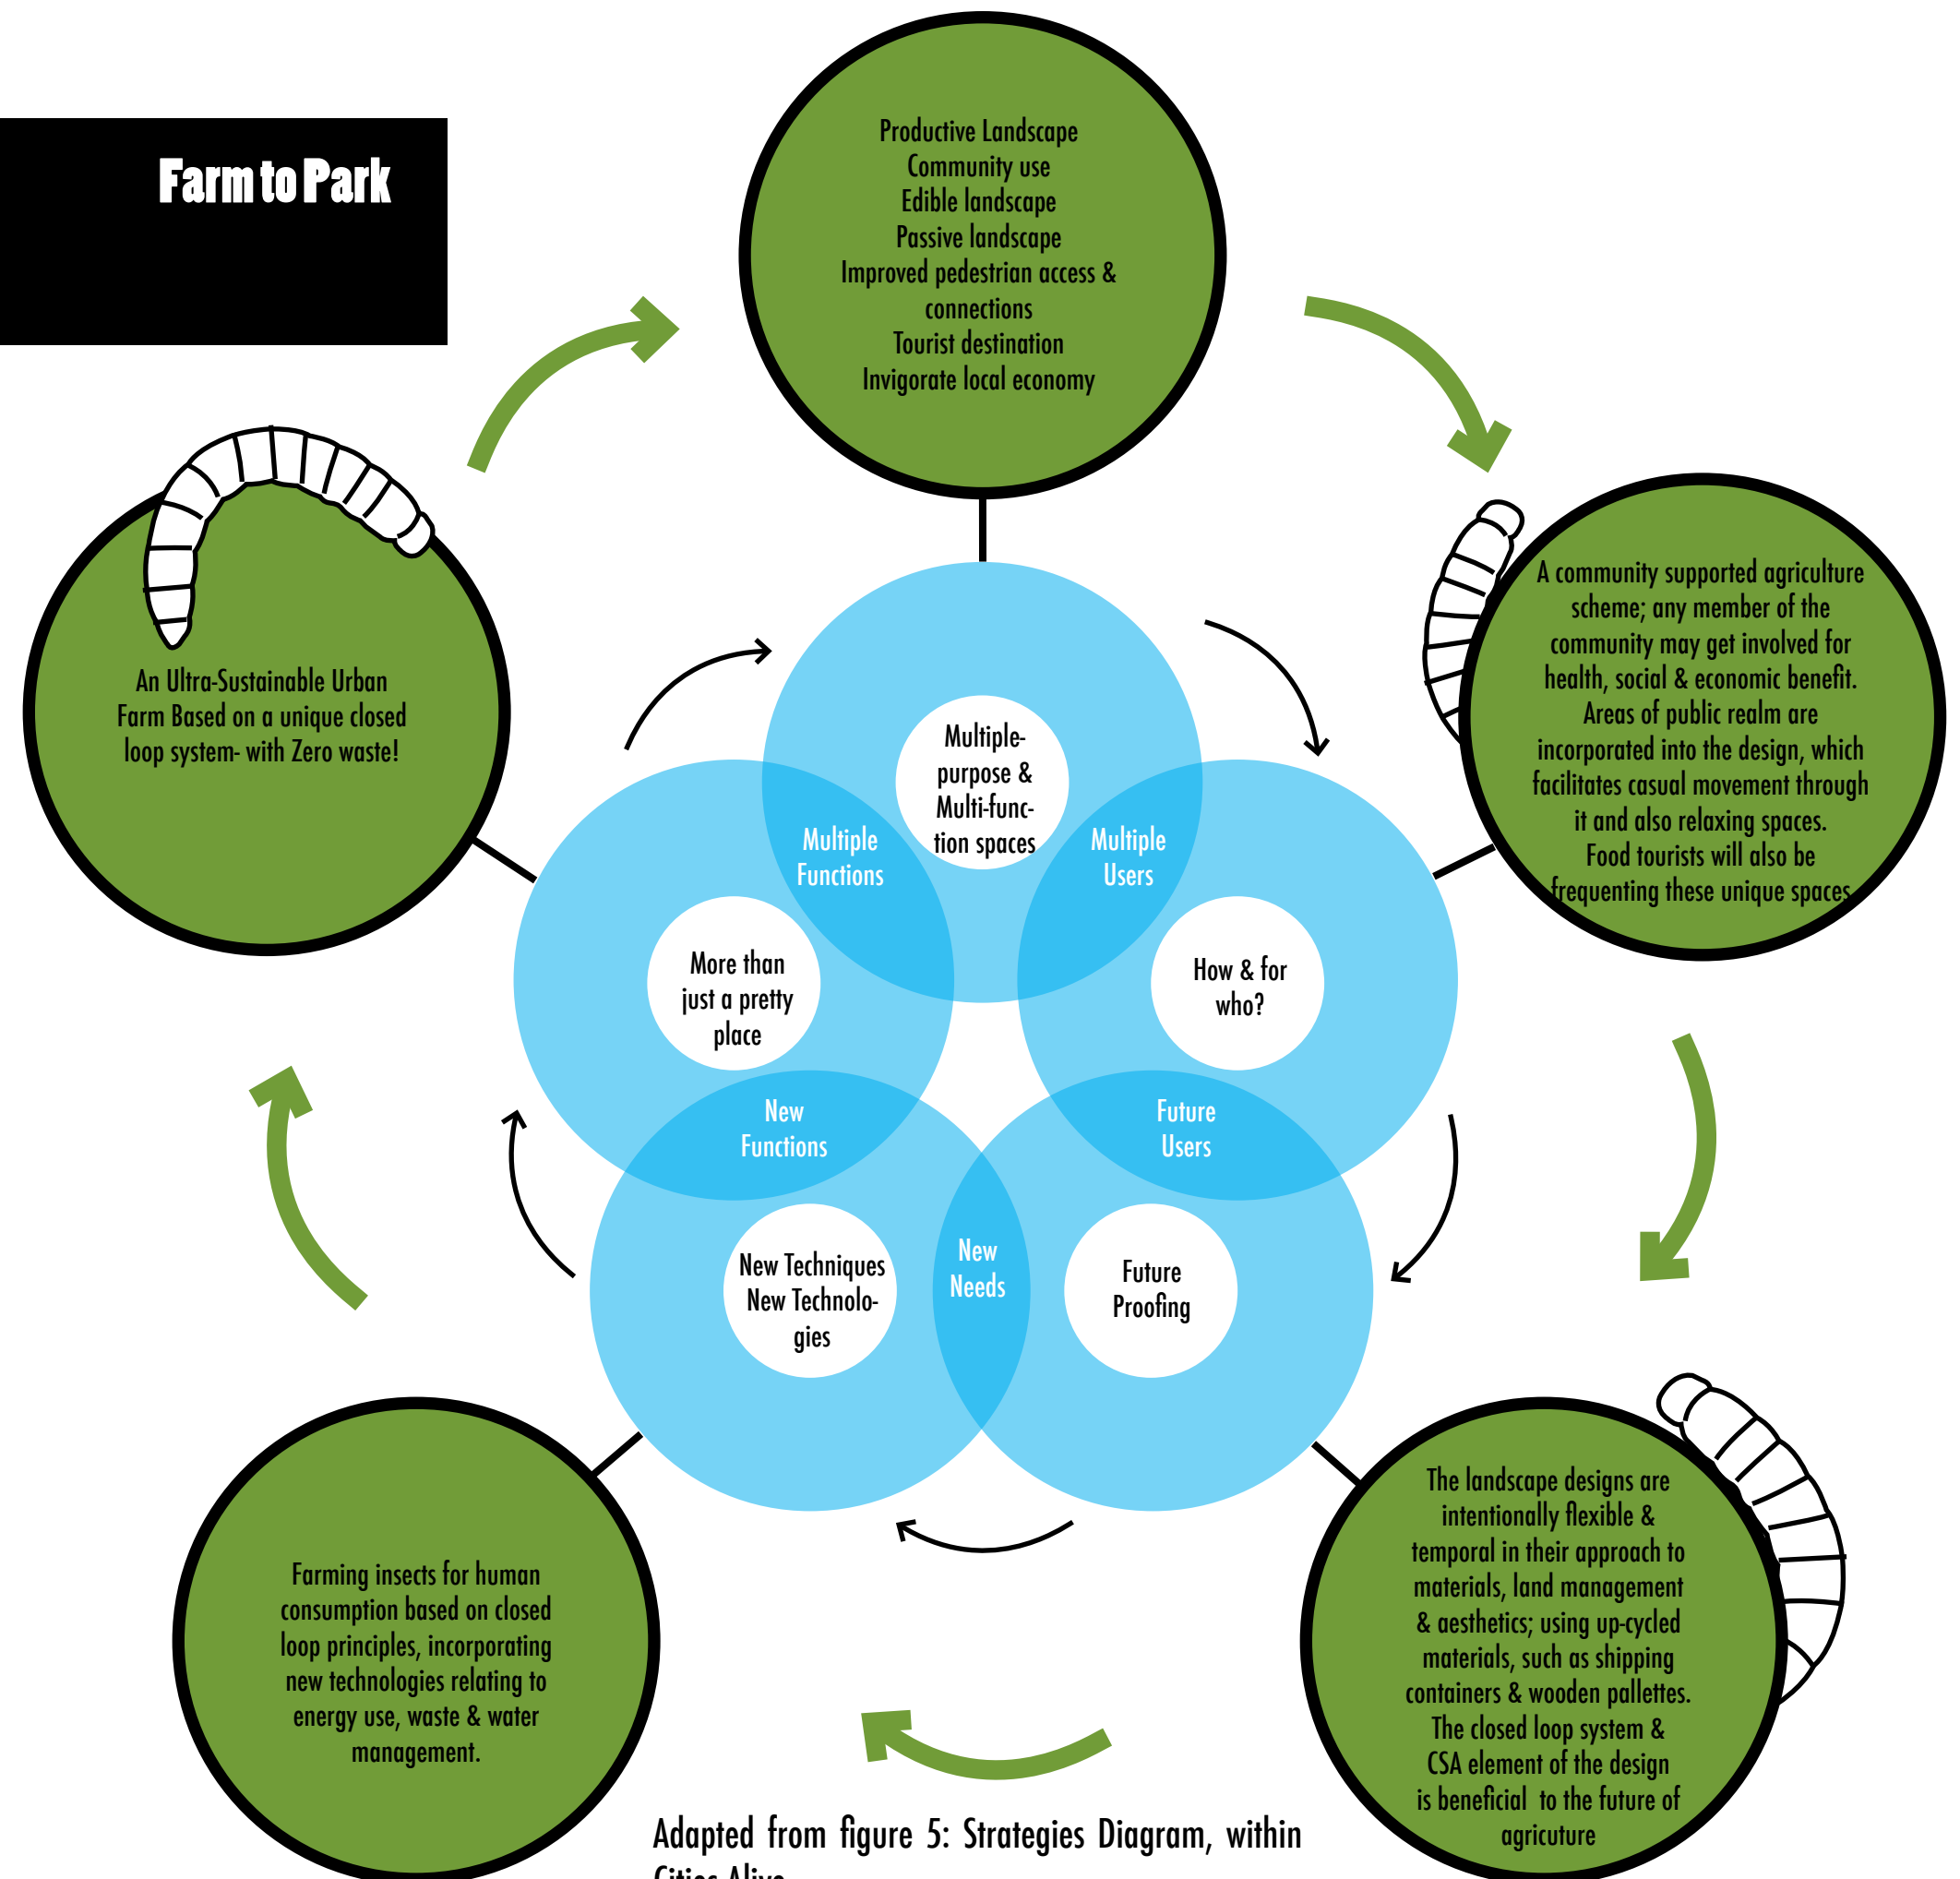 Farm to Park
Productive Landscape
Community use
Edible landscape
Passive landscape
Improved pedestrian access &
connections
Tourist destination
Invigorate local economy
An Ultra-Sustainable Urban
Farm Based on a unique closed
loop system- with Zero waste!
A community supported agriculture
scheme; any member of the
community may get involved for
health, social & economic benefit.
Areas of public realm are
incorporated into the design, which
facilitates casual movement through
it and also relaxing spaces.
Food tourists will also be
frequenting these unique spaces
Multiple-
purpose &
Multi-func-
tion spaces
Multiple
Functions
Multiple
Users
More than
just a pretty
place
How & for
who?
New
Functions
Future
Users
New Techniques
New Technolo-
gies
New
Needs
Future
Proofing
Farming insects for human
consumption based on closed
loop principles, incorporating
new technologies relating to
energy use, waste & water
management.
The landscape designs are
intentionally flexible &
temporal in their approach to
materials, land management
& aesthetics; using up-cycled
materials, such as shipping
containers & wooden pallettes.
The closed loop system &
CSA element of the design
is beneficial to the future of
agricuture
Adapted from figure 5: Strategies Diagram, within
Cities Alive